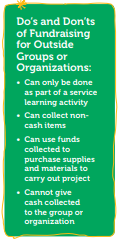 Do's and Don'ts
of Fundraising
for Outside
Groups or
Organizations:
• Can only be done
as part of a service
learning activity
• Can collect non-
cash items
• Can use funds
collected to
purchase supplies
and materials to
carry out project
• Cannot give
cash collected
to the group or
organization